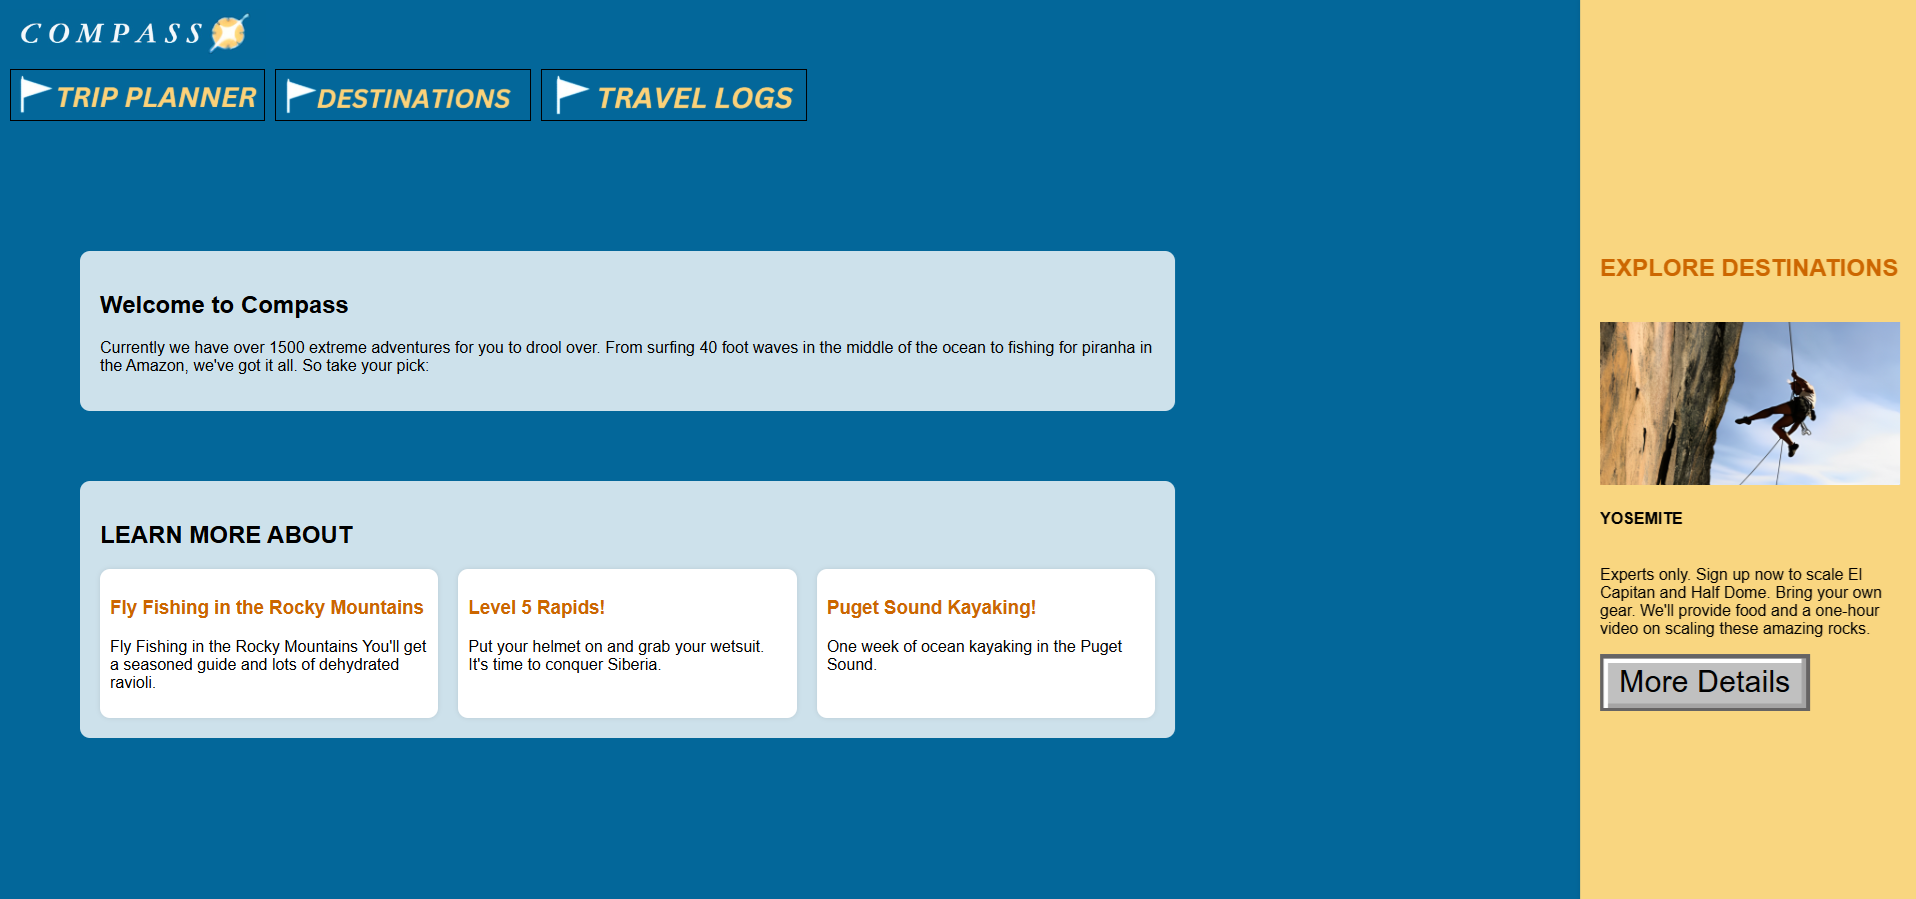 COMPASS
TRIP PLANNER
DESTINATIONS
TRAVEL LOGS
Welcome to Compass
Currently we have over 1500 extreme adventures for you to drool over. From surfing 40 foot waves in the middle of the ocean to fishing for piranha in
the Amazon, we've got it all. So take your pick:
LEARN MORE ABOUT
Fly Fishing in the Rocky Mountains
Fly Fishing in the Rocky Mountains You'll get
a seasoned guide and lots of dehydrated
ravioli.
Level 5 Rapids!
Put your helmet on and grab your wetsuit.
It's time to conquer Siberia.
Puget Sound Kayaking!
One week of ocean kayaking in the Puget
Sound.
EXPLORE DESTINATIONS
YOSEMITE
Experts only. Sign up now to scale El
Capitan and Half Dome. Bring your own
gear. We'll provide food and a one-hour
video on scaling these amazing rocks.
More Details